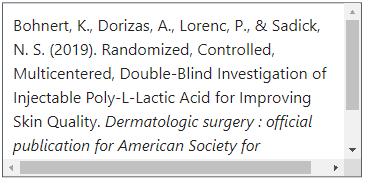 Bohnert, K., Dorizas, A., Lorenc, P., & Sadick,
N. S. (2019). Randomized, Controlled,
Multicentered, Double-Blind Investigation of
Injectable Poly-L-Lactic Acid for Improving
Skin Quality. Dermatologic surgery : official
publication for American Society for